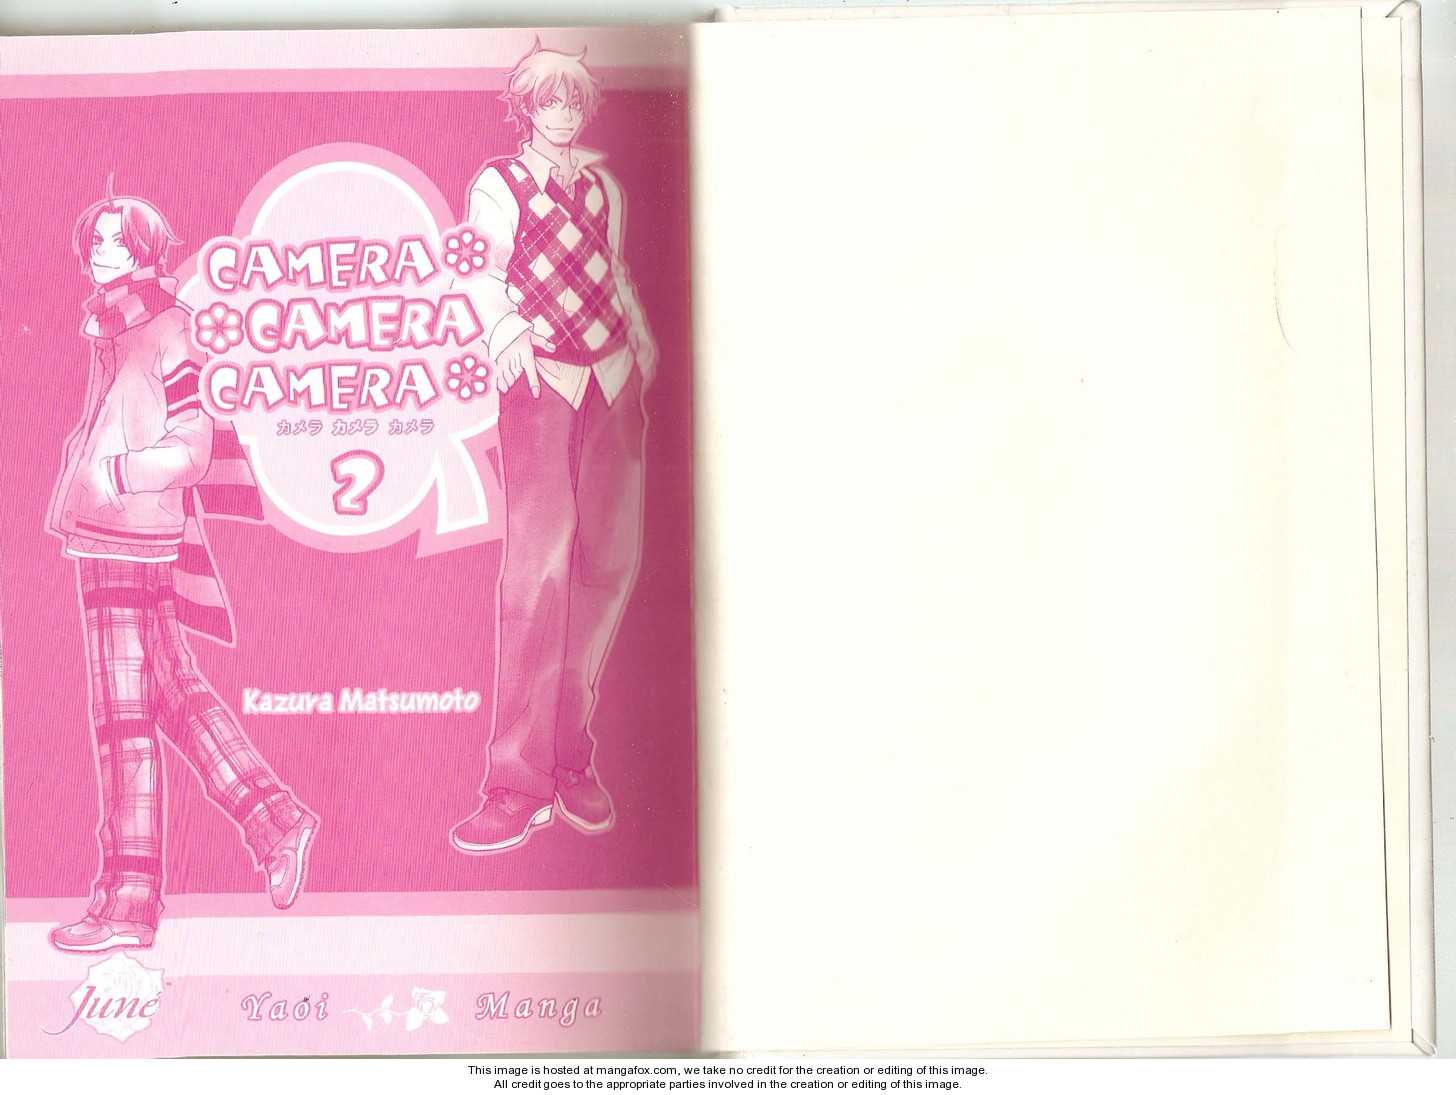 CAMERA
CAMERA
CAMERA
カメラ カメラ カメラ
2
Kazura Matsumoto
Juné
Yaoi Manga
This image is hosted at mangafox.com, we take no credit for the creation or editing of this image.
All credit goes to the appropriate parties involved in the creation or editing of this image.